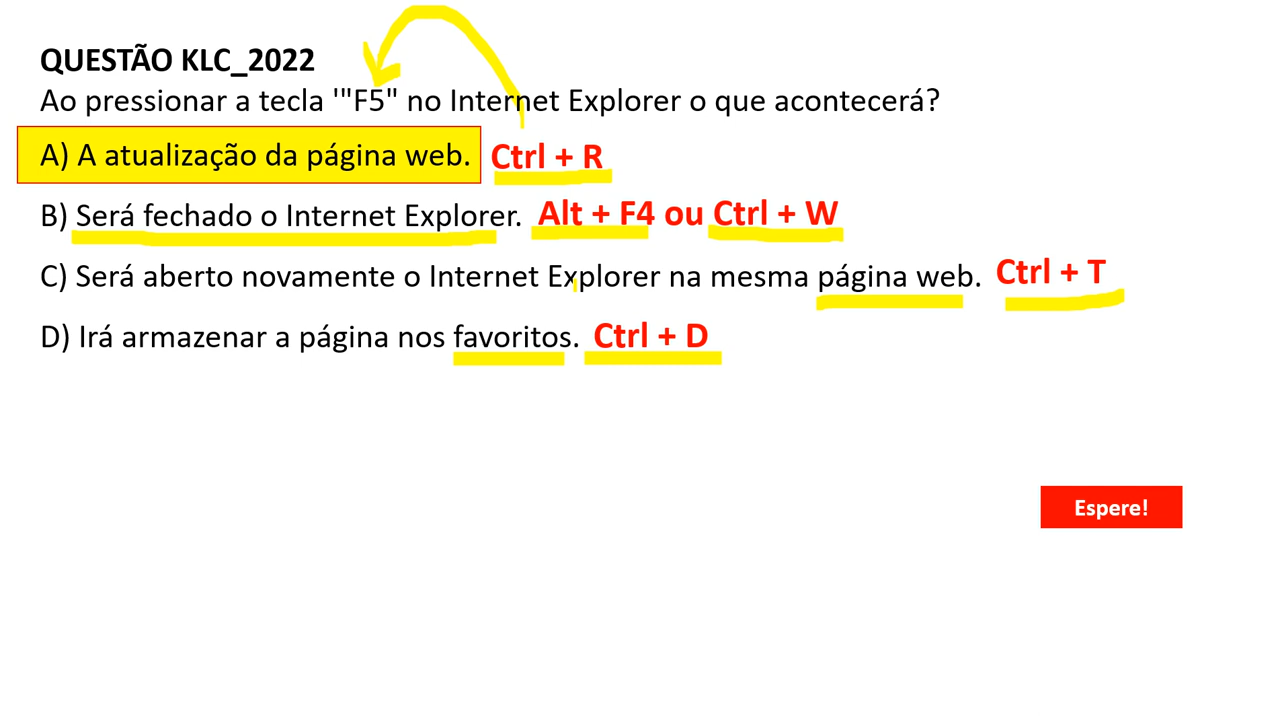 QUESTÃO KLC_2022
Ao pressionar a tecla '"F5" no Internet Explorer o que acontecerá?
A) A atualização da página web. Ctrl + R
B) Será fechado o Internet Explorer. Alt + F4 ou Ctrl + W
C) Será aberto novamente o Internet Explorer na mesma página web. Ctrl + T
D) Irá armazenar a página nos favoritos. Ctrl + D
Espere!